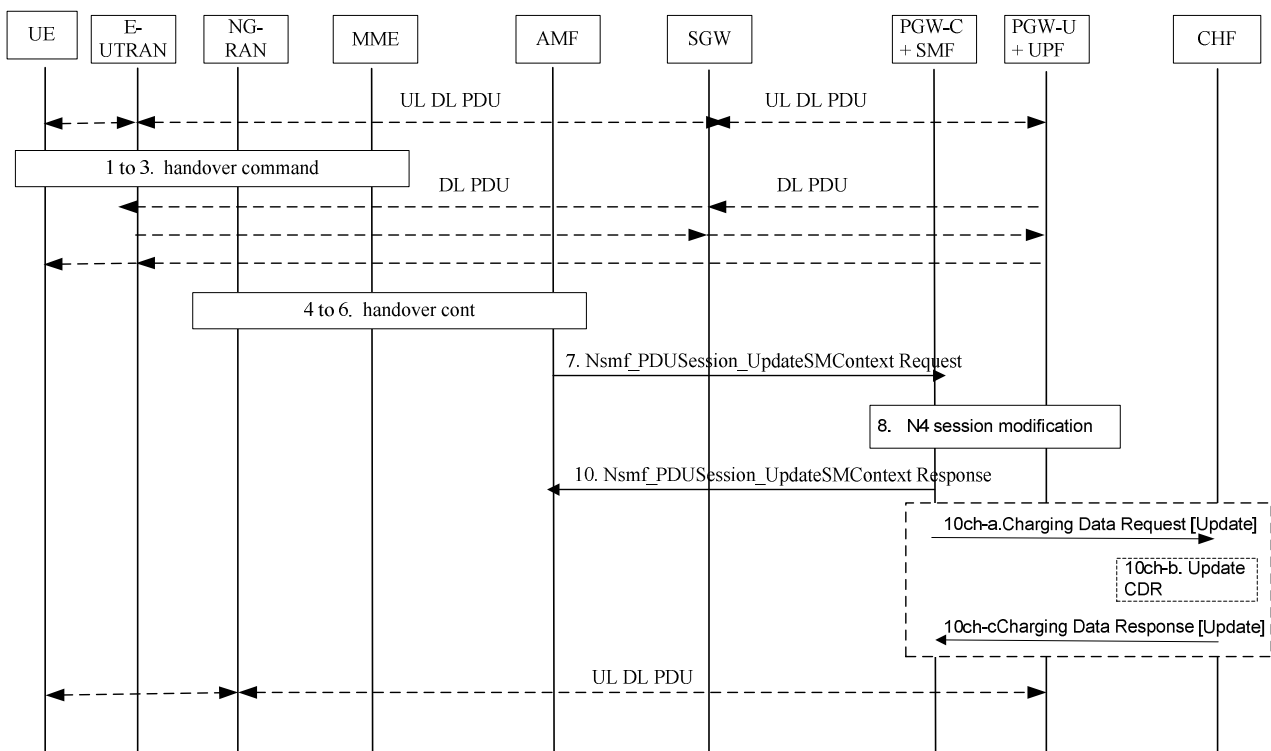 UE
E-
UTRAN
NG-
RAN
MME
AMF
SGW
PGW-C
+ SMF
PGW-U
+ UPF
CHF
UL DL PDU
UL DL PDU
1 to 3. handover command
DL PDU
DL PDU
4 to 6. handover cont
7. Nsmf_PDUSession_UpdateSMContext Request
8. N4 session modification
10. Nsmf_PDUSession_UpdateSMContext Response
10ch-a.Charging Data Request [Update]
10ch-b. Update
CDR
10ch-cCharging Data Response [Update]
UL DL PDU